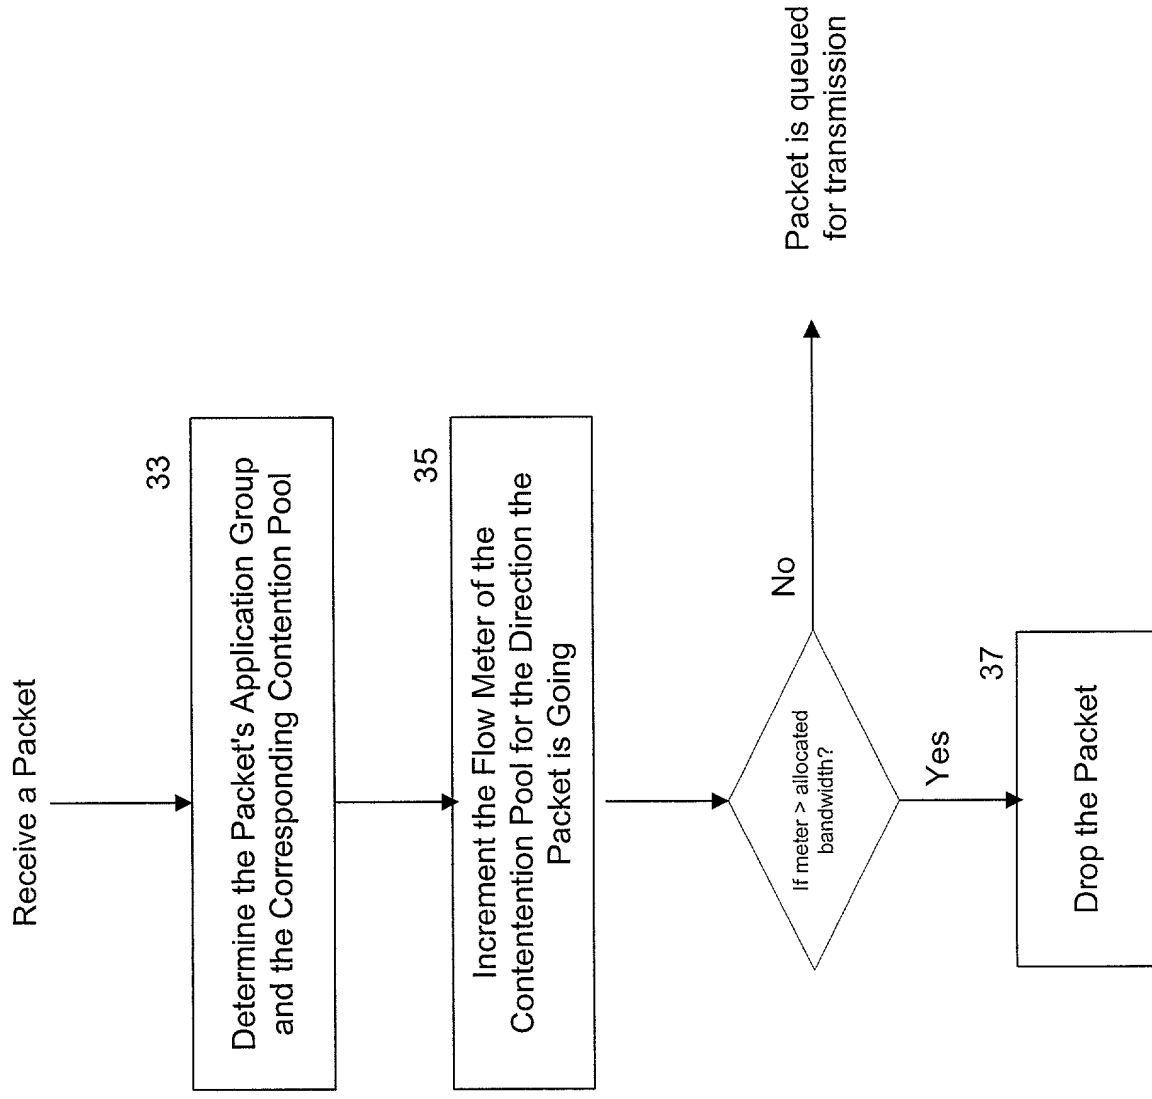 Receive a Packet
33
Determine the Packet's Application Group
and the Corresponding Contention Pool
35
Increment the Flow Meter of the
Contentention Pool for the Direction the
Packet is Going
If meter > allocated
bandwidth?
No
Packet is queued
for transmission
Yes
37
Drop the Packet